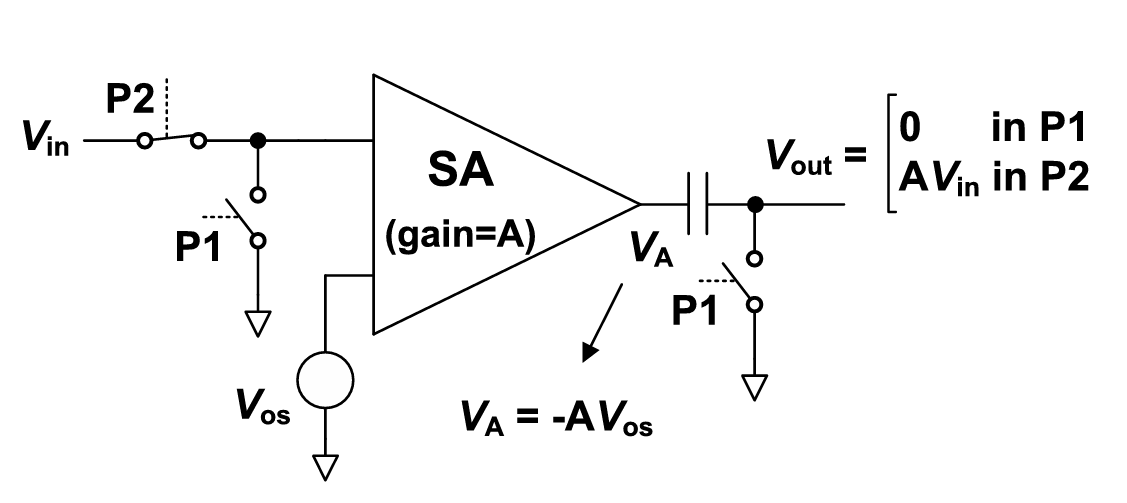 P2
Vin
P1
SA
(gain=A)
Vos
VA
VA = -AVos
P1
Vout = 0 in P1
AVin in P2